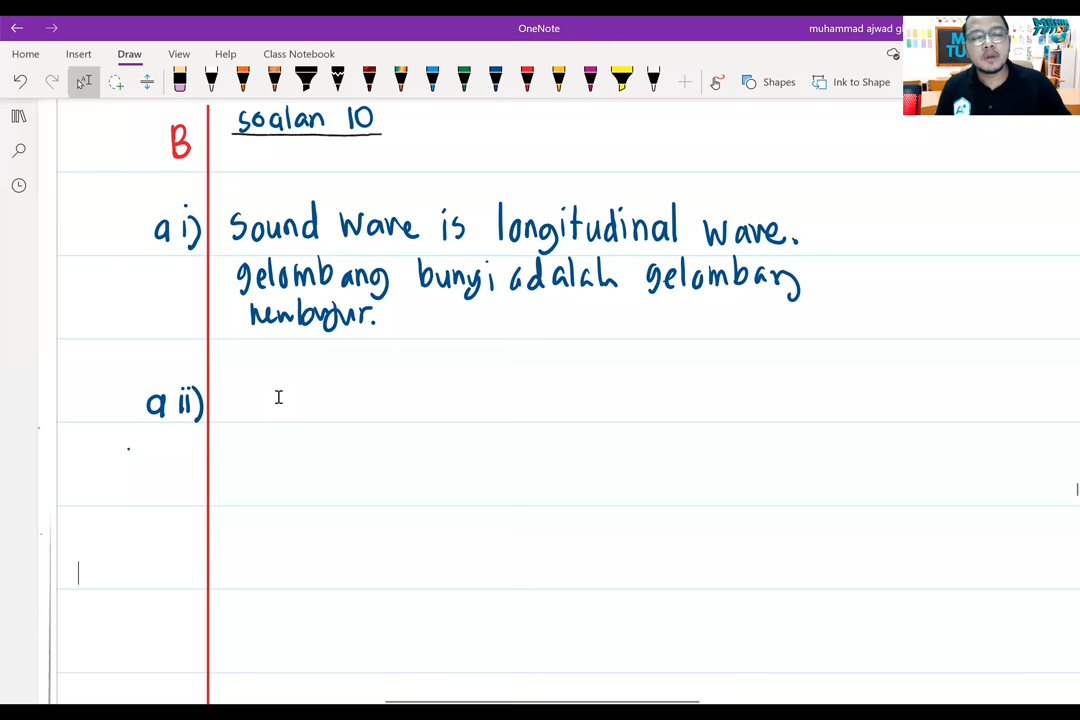 OneNote
muhammad ajwad gh
Home Insert Draw View Help Class Notebook
Shapes Ink to Shape
soalan 10
B
a i) Sound wave is longitudinal wave.
gelombang bunyi adalah gelombang
membujur.
a ii)